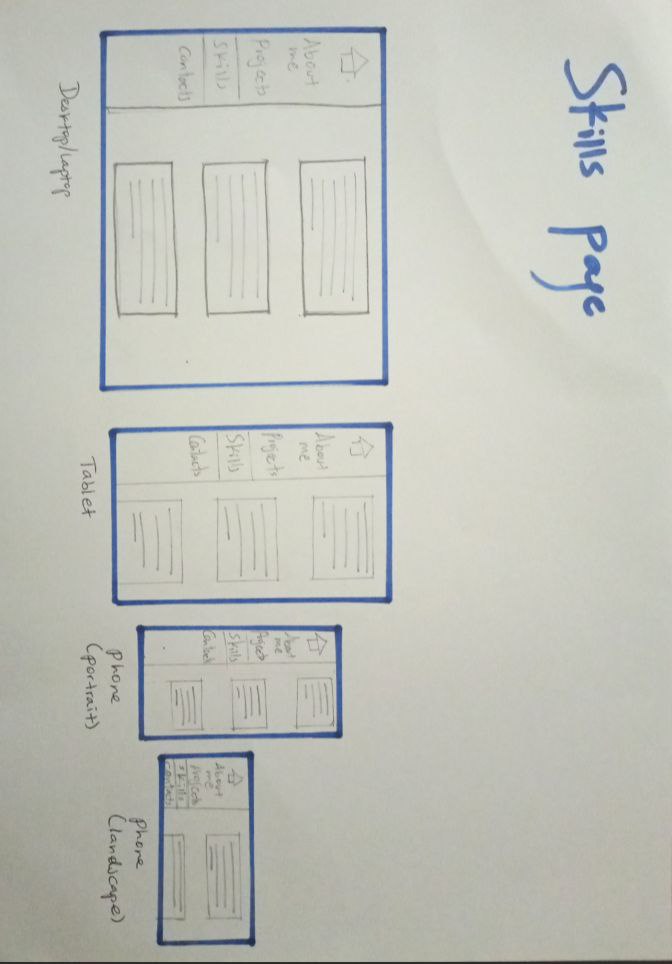 Skills page
About
me
Projects
Skills
Contacts
Desktop/Laptop
About
me
Projects
Skills
Contacts
Tablet
About
me
Project
Skills
Contact
phone
(portrait)
About
me
Projects
Skills
contacts
phone
(landscape)